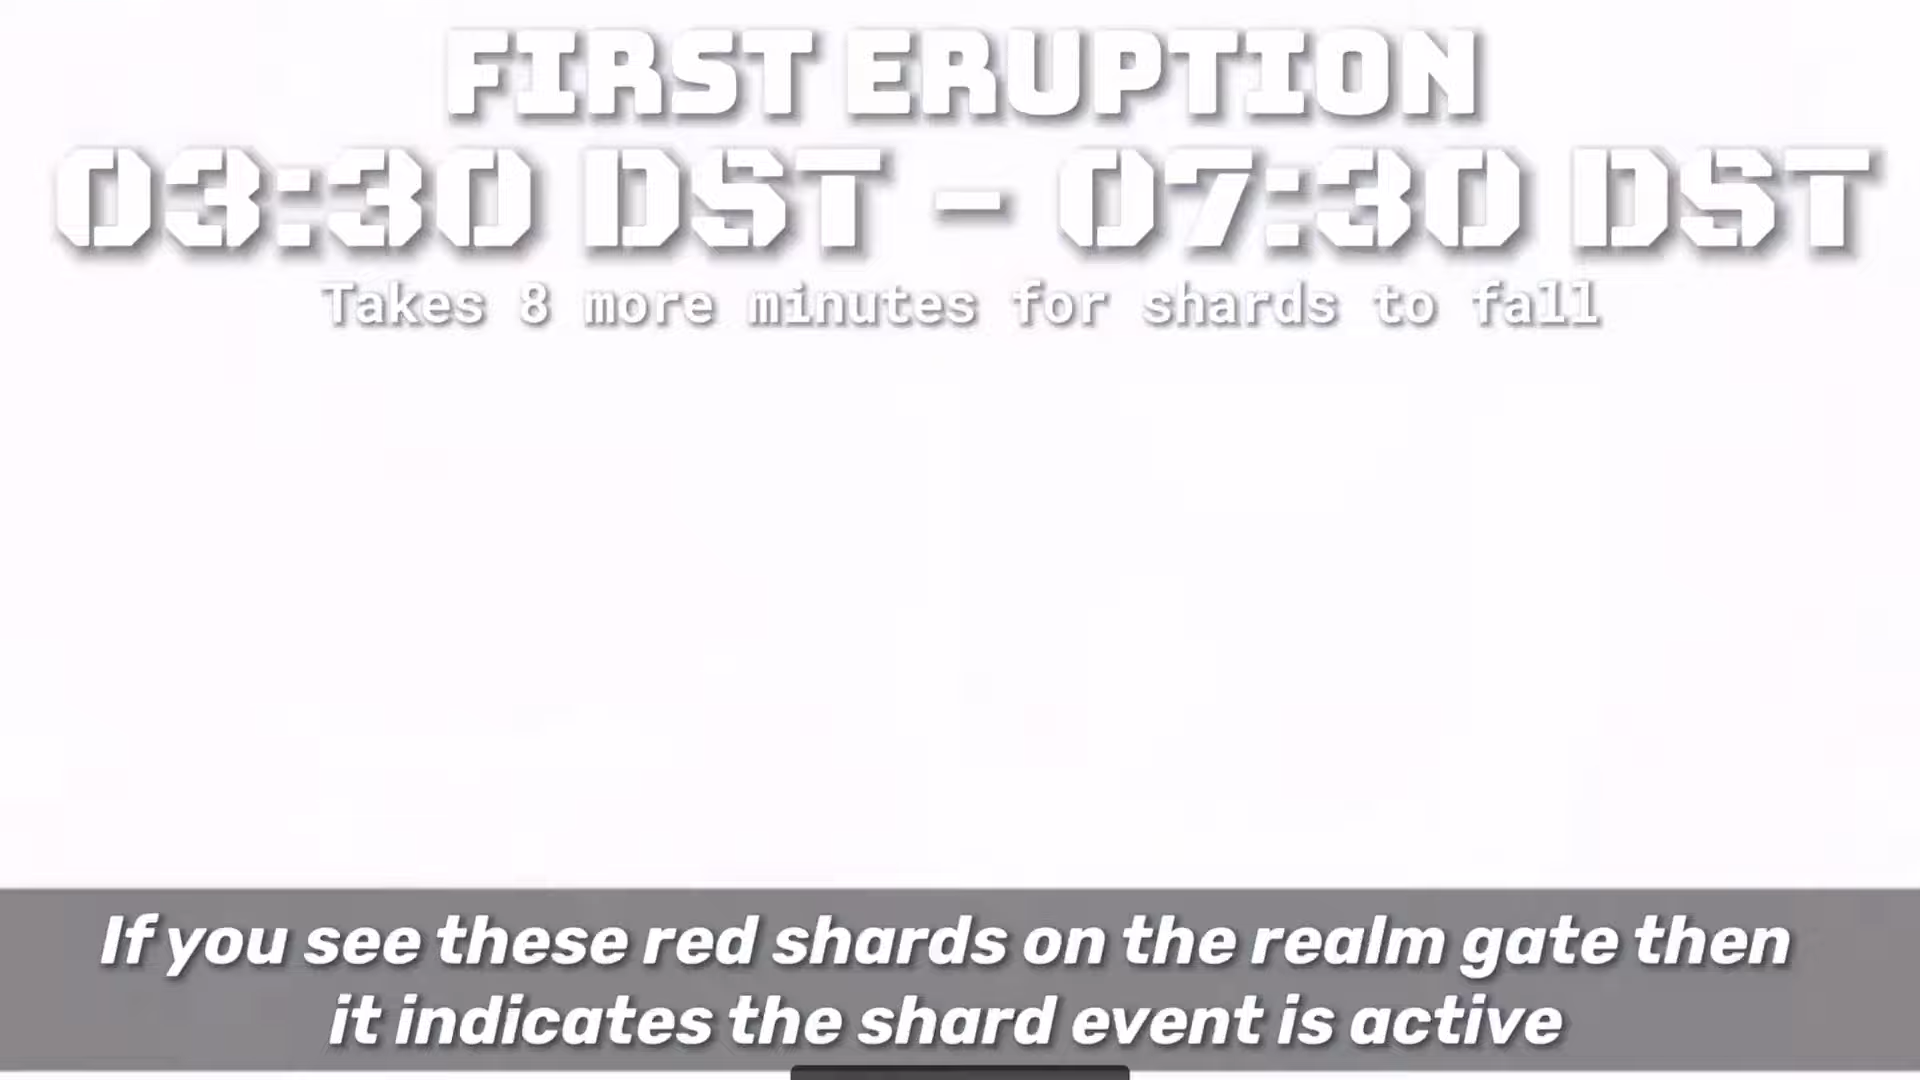 FIRST ERUPTION
03:30 DST - 07:30 DST
Takes 8 more minutes for shards to fall
If you see these red shards on the realm gate then
it indicates the shard event is active